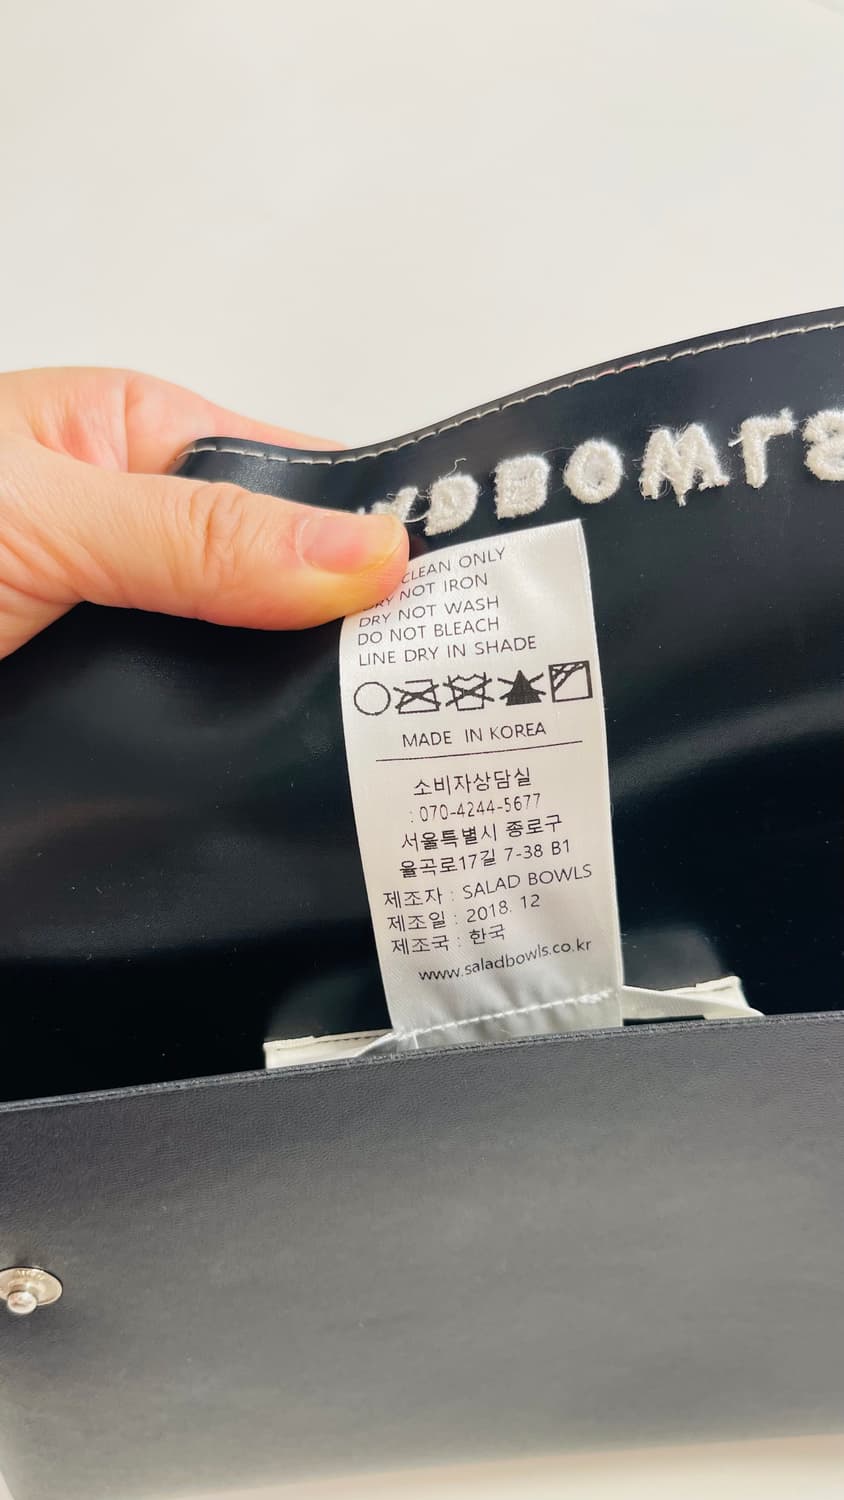 CLEAN ONLY
DRY NOT IRON
DRY NOT WASH
DO NOT BLEACH
LINE DRY IN SHADE
MADE IN KOREA
소비자상담실
: 070-4244-5677
서울특별시 종로구
율곡로17길 7-38 B1
제조자 : SALAD BOWLS
제조일 : 2018. 12
제조국 : 한국
www.saladbowls.co.kr